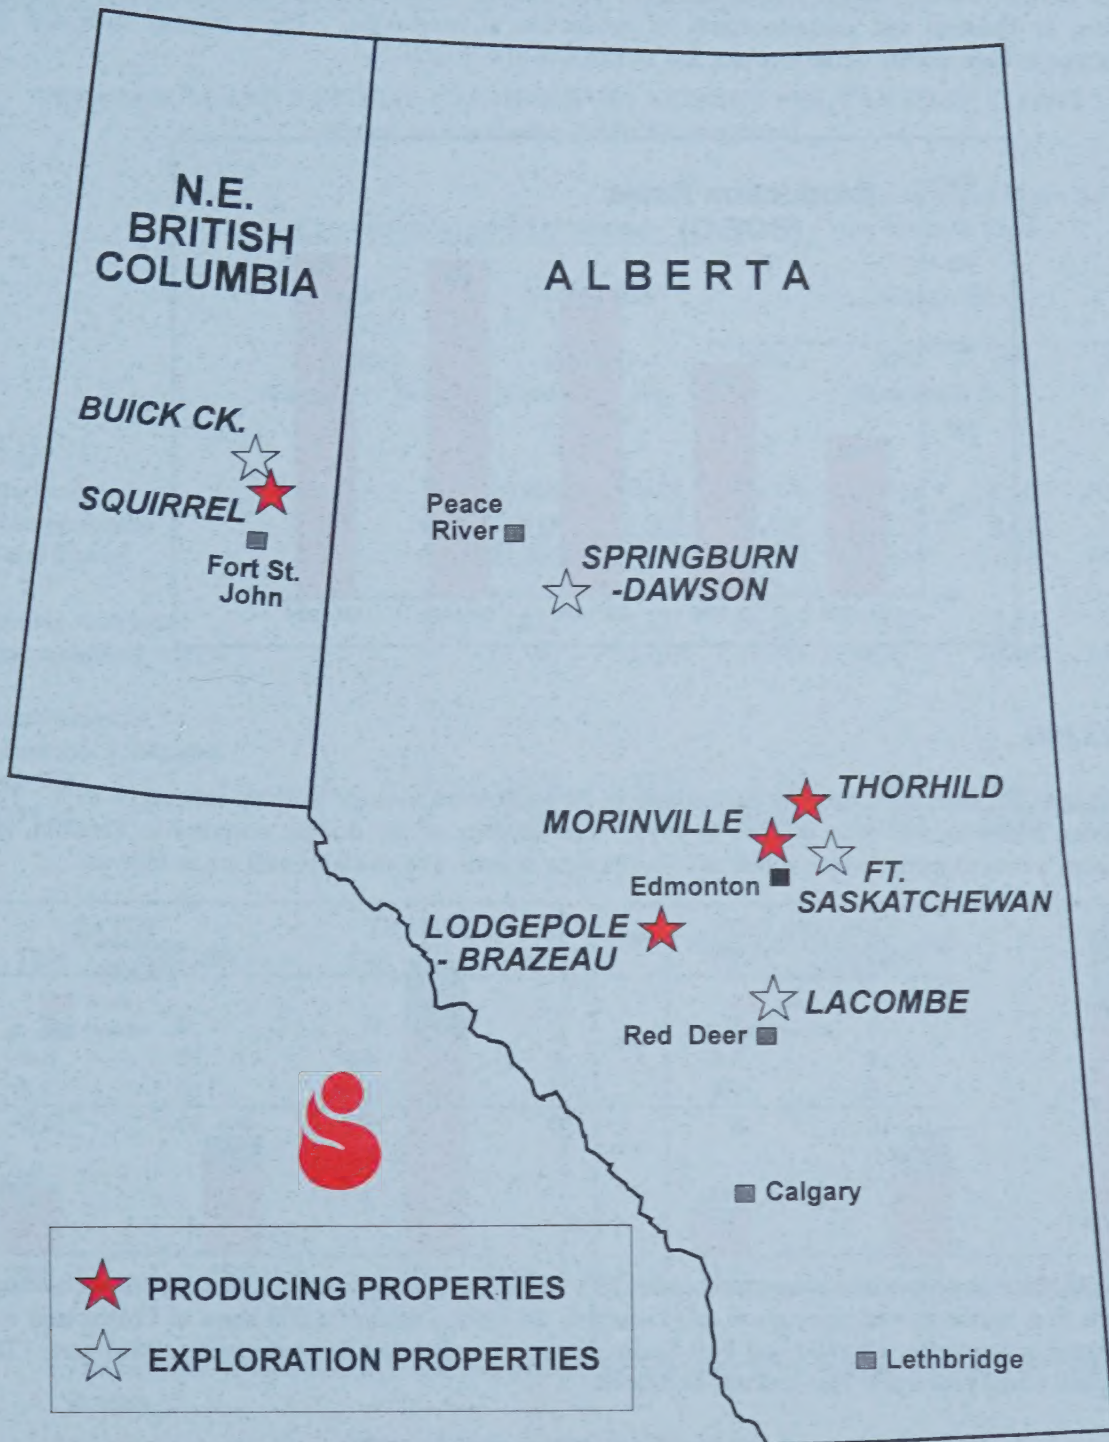 N.E.
BRITISH
COLUMBIA
ALBERTA
BUICK CK.
SQUIRREL
Fort St.
John
Peace
River
SPRINGBURN
-DAWSON
THORHILD
MORINVILLE
FT.
SASKATCHEWAN
Edmonton
LODGEPOLE
- BRAZEAU
LACOMBE
Red Deer
Calgary
PRODUCING PROPERTIES
EXPLORATION PROPERTIES
Lethbridge